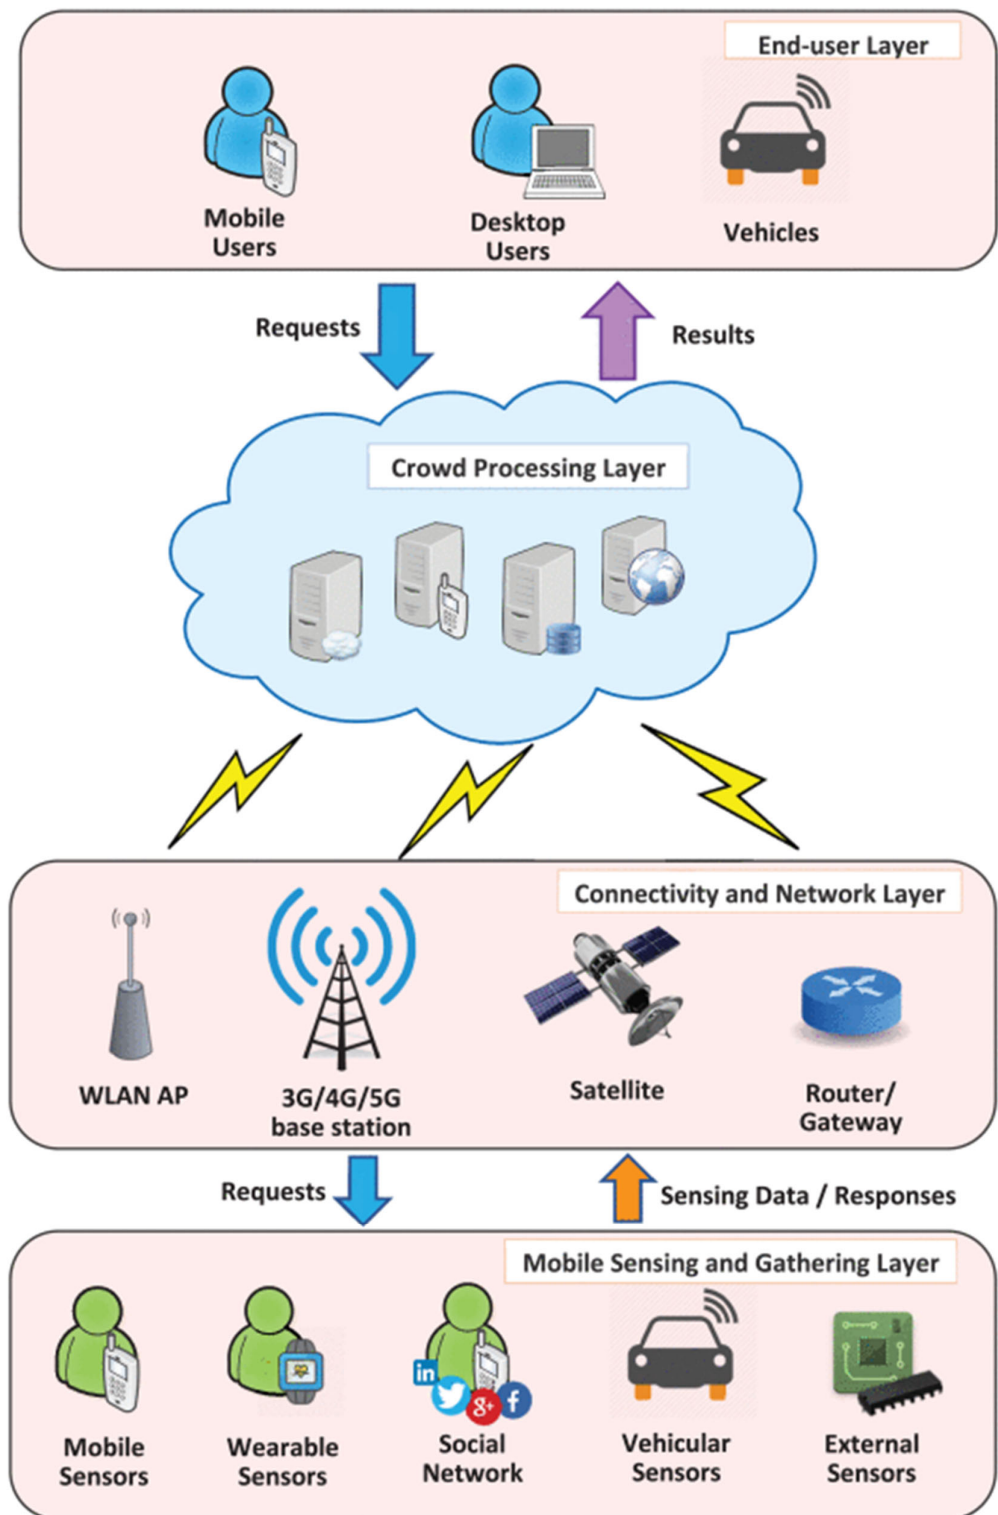 End-user Layer
Mobile
Users
Desktop
Users
Vehicles
Requests
Results
Crowd Processing Layer
Connectivity and Network Layer
WLAN AP
3G/4G/5G
base station
Satellite
Router/
Gateway
Requests
Sensing Data / Responses
Mobile Sensing and Gathering Layer
in
g+
f
Mobile
Sensors
Wearable
Sensors
Social
Network
Vehicular
Sensors
External
Sensors